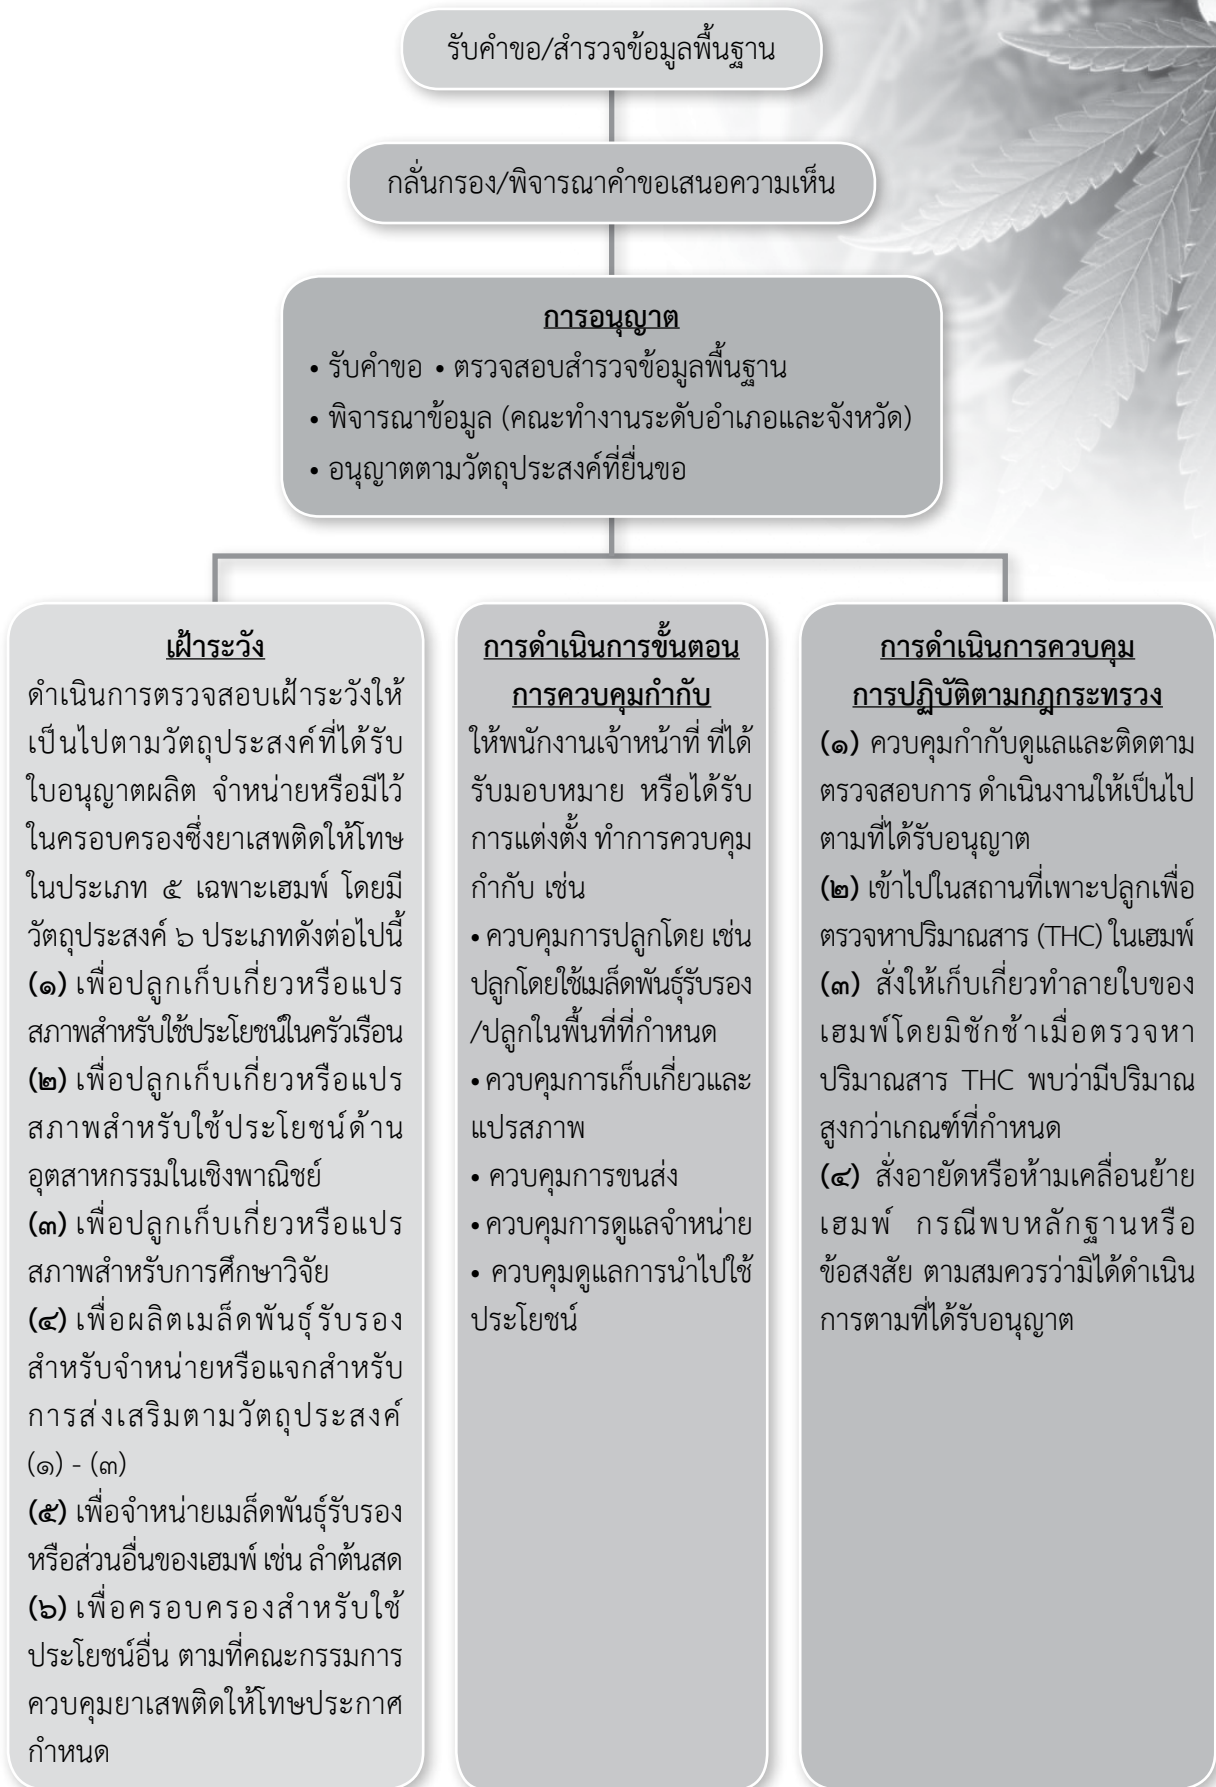 รับคำขอ/สำรวจข้อมูลพื้นฐาน
กลั่นกรอง/พิจารณาคำขอเสนอความเห็น
การอนุญาต
• รับคำขอ • ตรวจสอบสำรวจข้อมูลพื้นฐาน
• พิจารณาข้อมูล (คณะทำงานระดับอำเภอและจังหวัด)
• อนุญาตตามวัตถุประสงค์ที่ยื่นขอ
เฝ้าระวัง
ดำเนินการตรวจสอบเฝ้าระวังให้
เป็นไปตามวัตถุประสงค์ที่ได้รับ
ใบอนุญาตผลิต จำหน่ายหรือมีไว้
ในครอบครองซึ่งยาเสพติดให้โทษ
ในประเภท ๕ เฉพาะเฮมพ์ โดยมี
วัตถุประสงค์ ๖ ประเภทดังต่อไปนี้
(๑) เพื่อปลูกเก็บเกี่ยวหรือแปร
สภาพสำหรับใช้ประโยชน์ในครัวเรือน
(๒) เพื่อปลูกเก็บเกี่ยวหรือแปร
สภาพสำหรับใช้ประโยชน์ด้าน
อุตสาหกรรมในเชิงพาณิชย์
(๓) เพื่อปลูกเก็บเกี่ยวหรือแปร
สภาพสำหรับการศึกษาวิจัย
(๔) เพื่อผลิตเมล็ดพันธุ์รับรอง
สำหรับจำหน่ายหรือแจกสำหรับ
การส่งเสริมตามวัตถุประสงค์
(๑) - (๓)
(๕) เพื่อจำหน่ายเมล็ดพันธุ์รับรอง
หรือส่วนอื่นของเฮมพ์ เช่น ลำต้นสด
(๖) เพื่อครอบครองสำหรับใช้
ประโยชน์อื่น ตามที่คณะกรรมการ
ควบคุมยาเสพติดให้โทษประกาศ
กำหนด
การดำเนินการขั้นตอน
การควบคุมกำกับ
ให้พนักงานเจ้าหน้าที่ ที่ได้
รับมอบหมาย หรือได้รับ
การแต่งตั้ง ทำการควบคุม
กำกับ เช่น
• ควบคุมการปลูกโดย เช่น
ปลูกโดยใช้เมล็ดพันธุ์รับรอง
/ปลูกในพื้นที่ที่กำหนด
• ควบคุมการเก็บเกี่ยวและ
แปรสภาพ
• ควบคุมการขนส่ง
• ควบคุมการดูแลจำหน่าย
• ควบคุมดูแลการนำไปใช้
ประโยชน์
การดำเนินการควบคุม
การปฏิบัติตามกฎกระทรวง
(๑) ควบคุมกำกับดูแลและติดตาม
ตรวจสอบการ ดำเนินงานให้เป็นไป
ตามที่ได้รับอนุญาต
(๒) เข้าไปในสถานที่เพาะปลูกเพื่อ
ตรวจหาปริมาณสาร (THC) ในเฮมพ์
(๓) สั่งให้เก็บเกี่ยวทำลายใบของ
เฮมพ์โดยมิชักช้าเมื่อตรวจหา
ปริมาณสาร THC พบว่ามีปริมาณ
สูงกว่าเกณฑ์ที่กำหนด
(๔) สั่งอายัดหรือห้ามเคลื่อนย้าย
เฮมพ์ กรณีพบหลักฐานหรือ
ข้อสงสัย ตามสมควรว่ามิได้ดำเนิน
การตามที่ได้รับอนุญาต